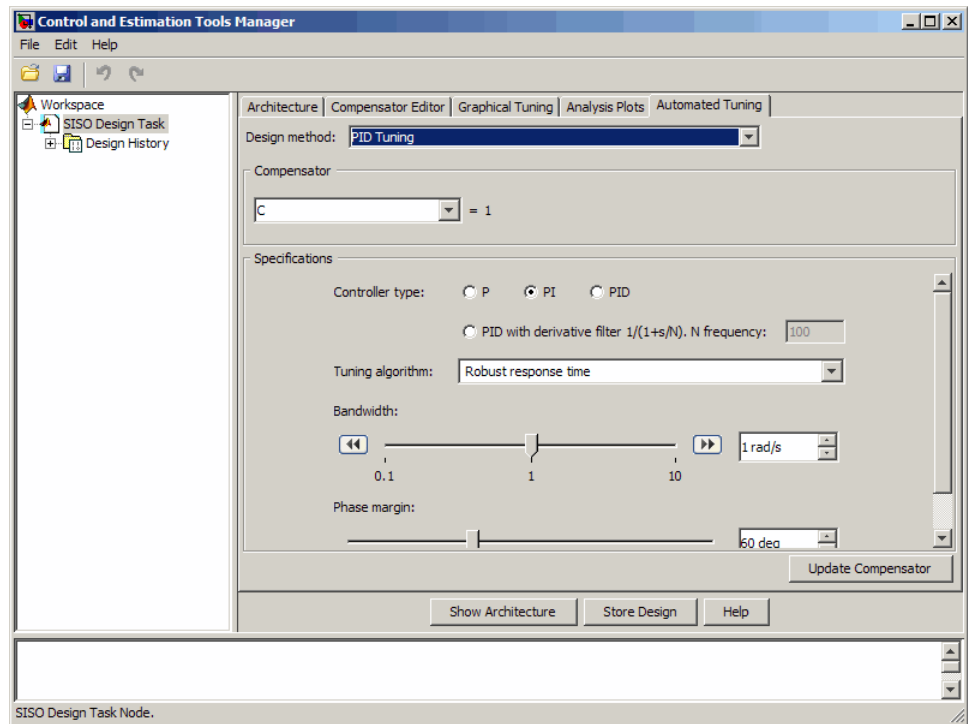 Control and Estimation Tools Manager
File Edit Help
Workspace
SISO Design Task
Design History
Architecture Compensator Editor Graphical Tuning Analysis Plots Automated Tuning
Design method: PID Tuning
Compensator
C = 1
Specifications
Controller type: P PI PID
PID with derivative filter 1/(1+s/N). N frequency: 100
Tuning algorithm: Robust response time
Bandwidth:
1 rad/s
0.1 1 10
Phase margin:
60 deg
Update Compensator
Show Architecture Store Design Help
SISO Design Task Node.